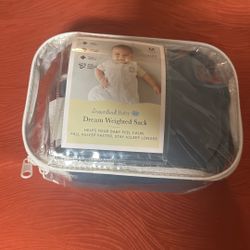 Dreamland Baby
Dream Weighted Sack
HELPS YOUR BABY FEEL CALM,
FALL ASLEEP FASTER, STAY ASLEEP LONGER.